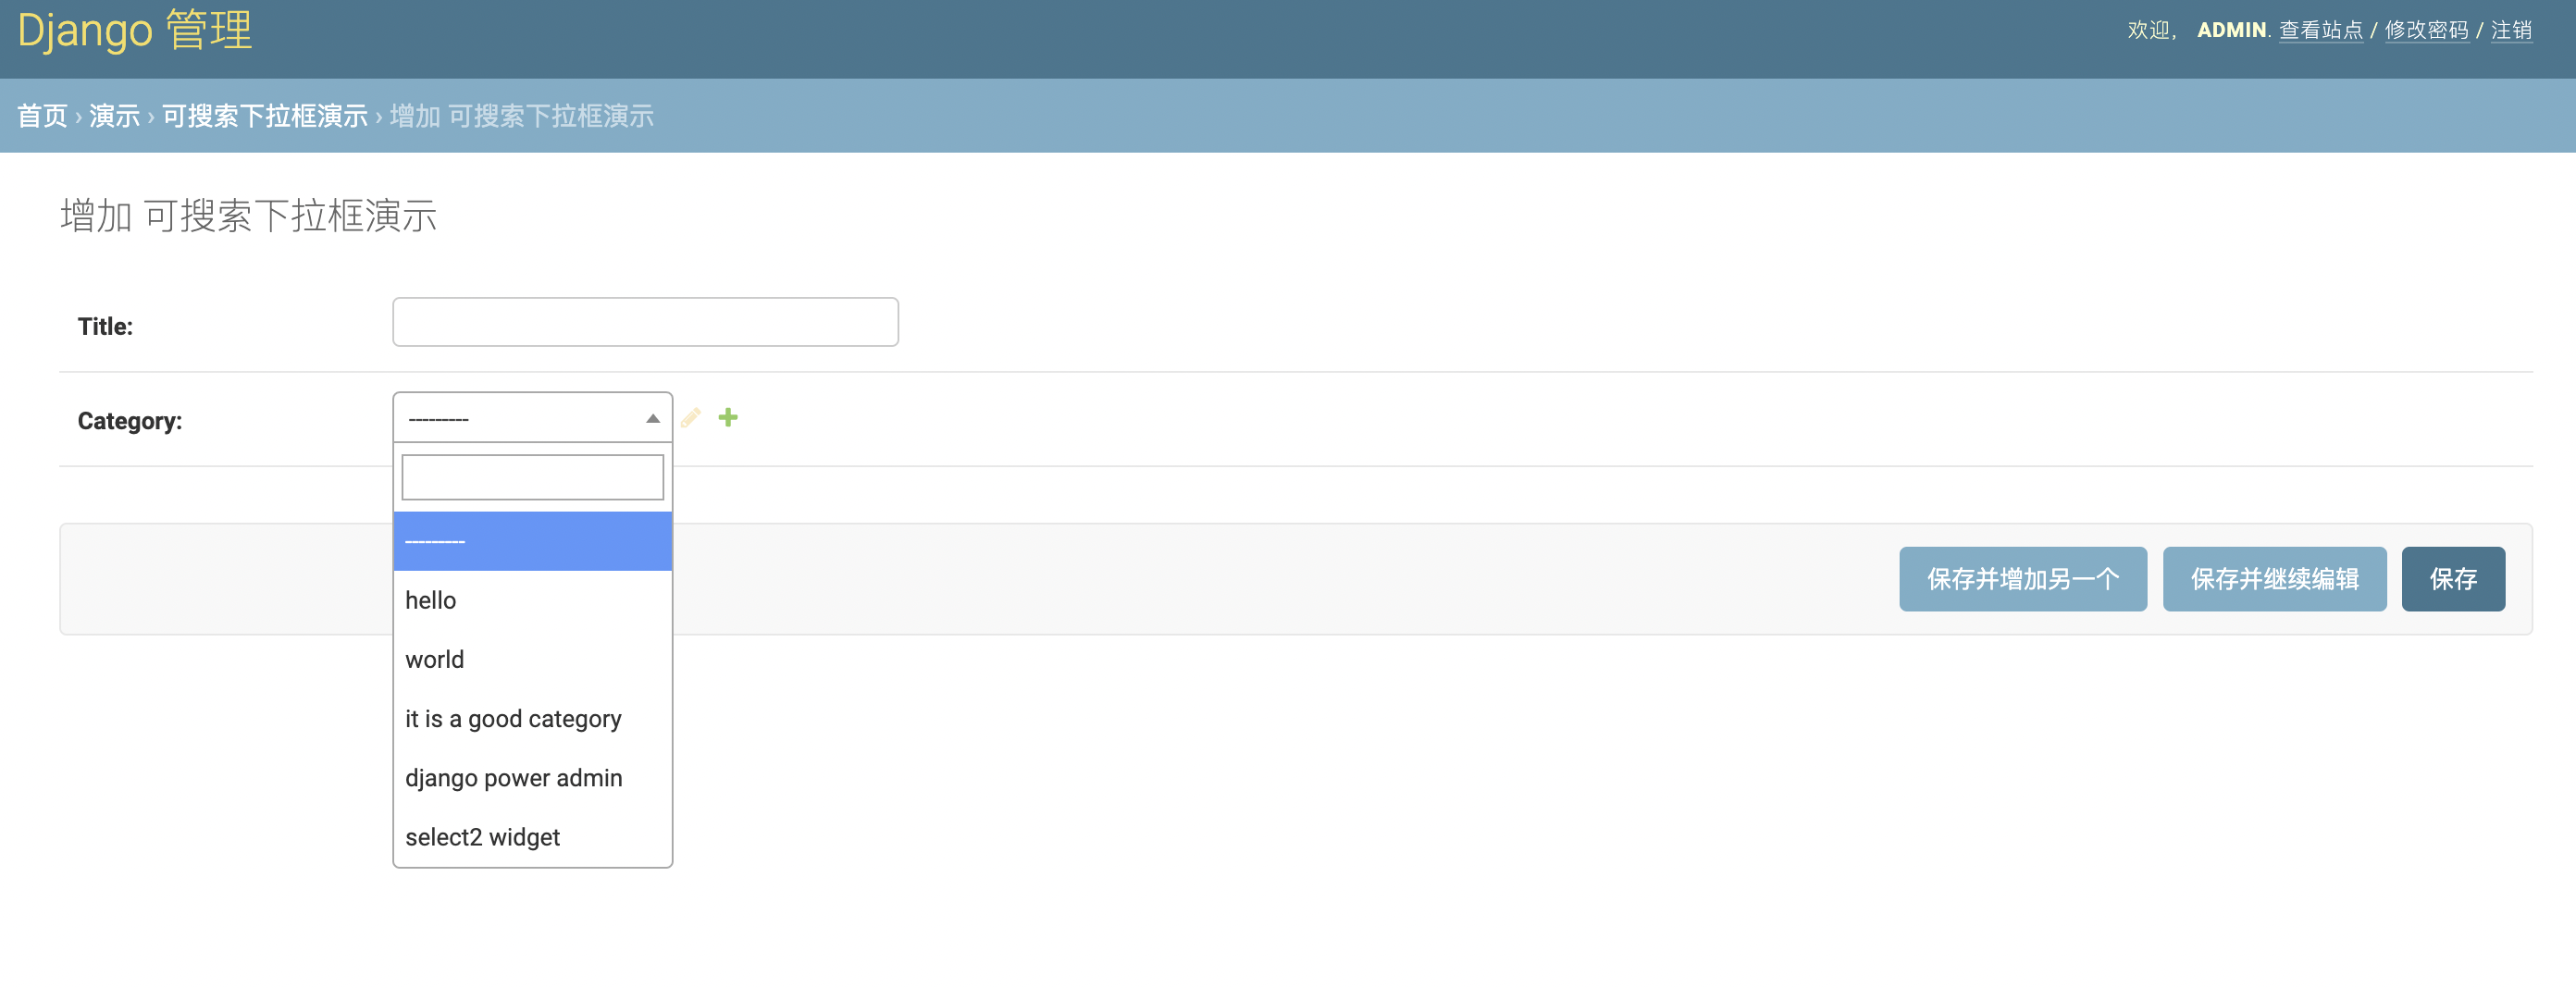 Django 管理
欢迎， ADMIN. 查看站点 / 修改密码 / 注销
首页 › 演示 › 可搜索下拉框演示 › 增加 可搜索下拉框演示
增加 可搜索下拉框演示
Title:
Category:
---------
---------
hello
world
it is a good category
django power admin
select2 widget
保存并增加另一个
保存并继续编辑
保存